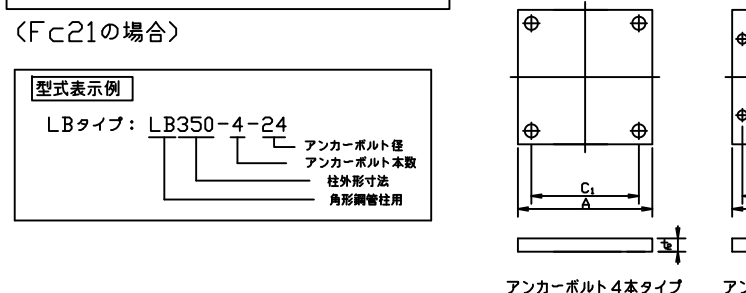 (Fc21の場合)
型式表示例
LBタイプ: LB350-4-24
アンカーボルト径
アンカーボルト本数
柱外形寸法
角形鋼管柱用
C₁
A
アンカーボルト4本タイプ
アン